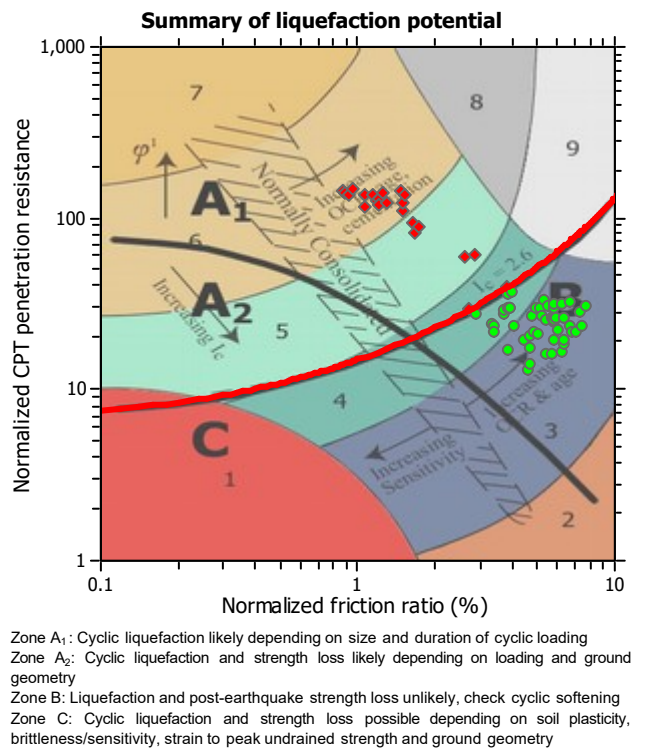 Summary of liquefaction potential
1,000
7
8
9
φ'
A1
Increasing
OCR, age,
cementation
Normally Consolidated
100
6
Ic = 2.6
B
A2
Increasing Ic
5
10
4
Increasing
OCR & age
C
3
1
Increasing
Sensitivity
2
1
0.1
1
10
Normalized CPT penetration resistance
Normalized friction ratio (%)
Zone A1: Cyclic liquefaction likely depending on size and duration of cyclic loading
Zone A2: Cyclic liquefaction and strength loss likely depending on loading and ground
geometry
Zone B: Liquefaction and post-earthquake strength loss unlikely, check cyclic softening
Zone C: Cyclic liquefaction and strength loss possible depending on soil plasticity,
brittleness/sensitivity, strain to peak undrained strength and ground geometry